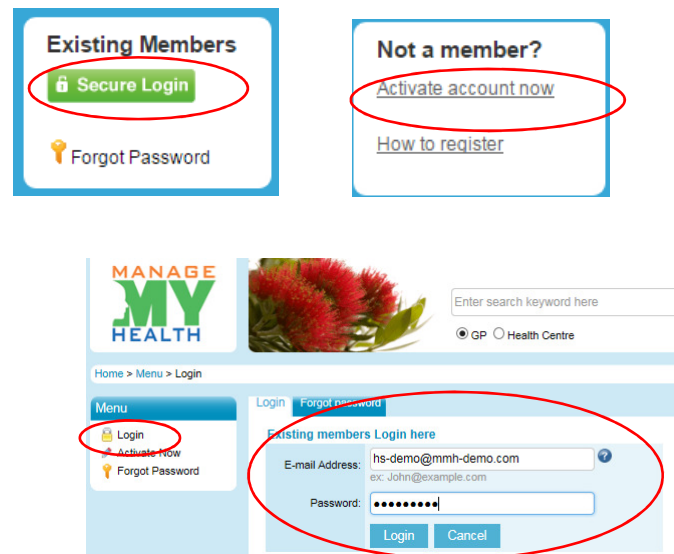 Existing Members
Secure Login
Forgot Password
Not a member?
Activate account now
How to register
MANAGE
MY
HEALTH
Enter search keyword here
GP Health Centre
Home > Menu > Login
Menu
Login
Activate Now
Forgot Password
Login Forgot password
Existing members Login here
E-mail Address: hs-demo@mmh-demo.com
ex: John@example.com
Password: •••••••••
Login Cancel